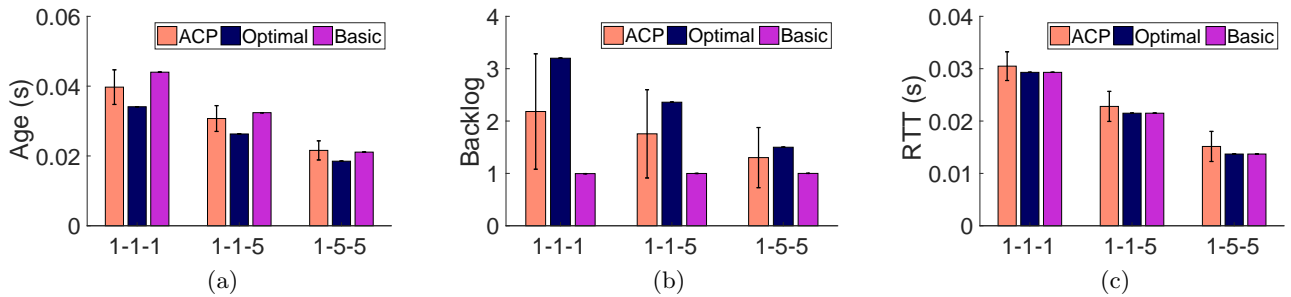 0.06
0.04
0.02
0
Age (s)
ACP Optimal Basic
1-1-1 1-1-5 1-5-5
(a)
4
3
2
1
0
Backlog
ACP Optimal Basic
1-1-1 1-1-5 1-5-5
(b)
0.04
0.03
0.02
0.01
0
RTT (s)
ACP Optimal Basic
1-1-1 1-1-5 1-5-5
(c)